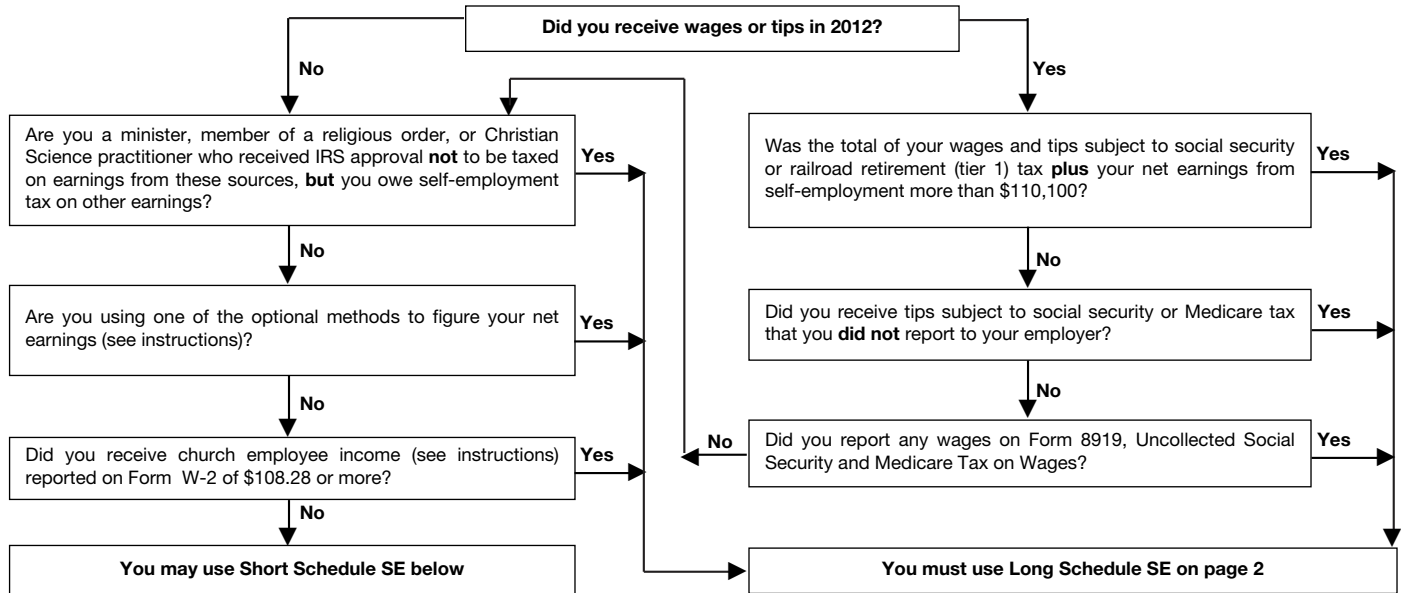 Did you receive wages or tips in 2012?
No
Yes
Are you a minister, member of a religious order, or Christian
Science practitioner who received IRS approval not to be taxed
on earnings from these sources, but you owe self-employment
tax on other earnings?
Yes
Was the total of your wages and tips subject to social security
or railroad retirement (tier 1) tax plus your net earnings from
self-employment more than $110,100?
Yes
No
No
Are you using one of the optional methods to figure your net
earnings (see instructions)?
Yes
Did you receive tips subject to social security or Medicare tax
that you did not report to your employer?
Yes
No
No
Did you receive church employee income (see instructions)
reported on Form W-2 of $108.28 or more?
Yes
No
Did you report any wages on Form 8919, Uncollected Social
Security and Medicare Tax on Wages?
Yes
No
You may use Short Schedule SE below
You must use Long Schedule SE on page 2